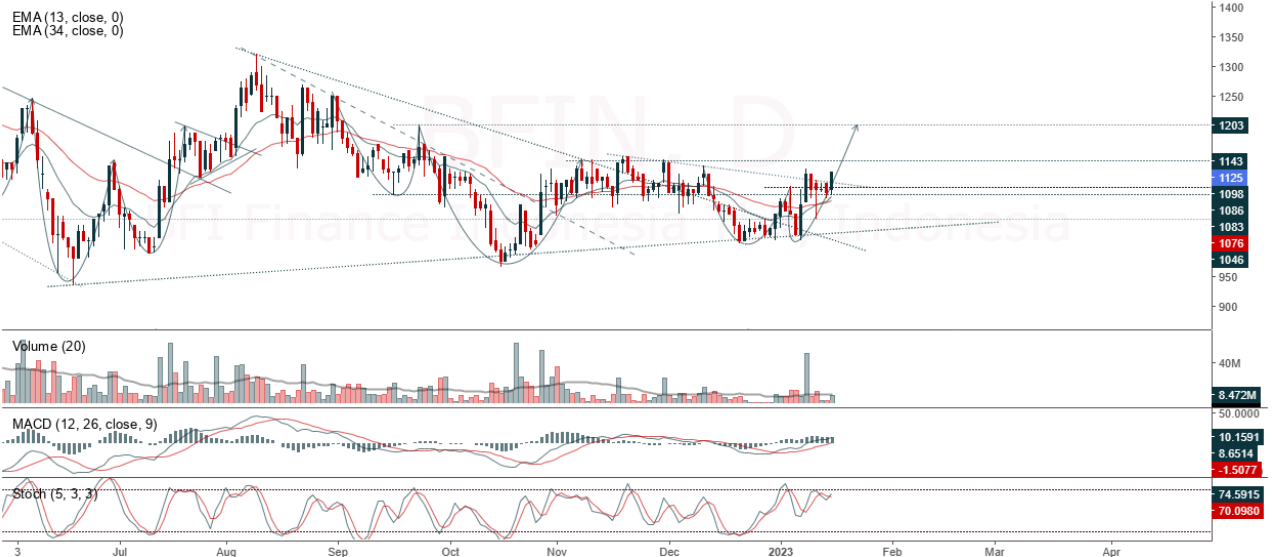 EMA (13, close, 0)
EMA (34, close, 0)
BFIN, D
BFI Finance Indonesia
Indonesia
1400
1350
1300
1250
1203
1143
1125
1098
1086
1083
1076
1046
950
900
Volume (20)
40M
8.472M
MACD (12, 26, close, 9)
50.0000
10.1591
8.6514
-1.5077
Stoch (5, 3, 3)
74.5915
70.0980
3 Jul Aug Sep Oct Nov Dec 2023 Feb Mar Apr